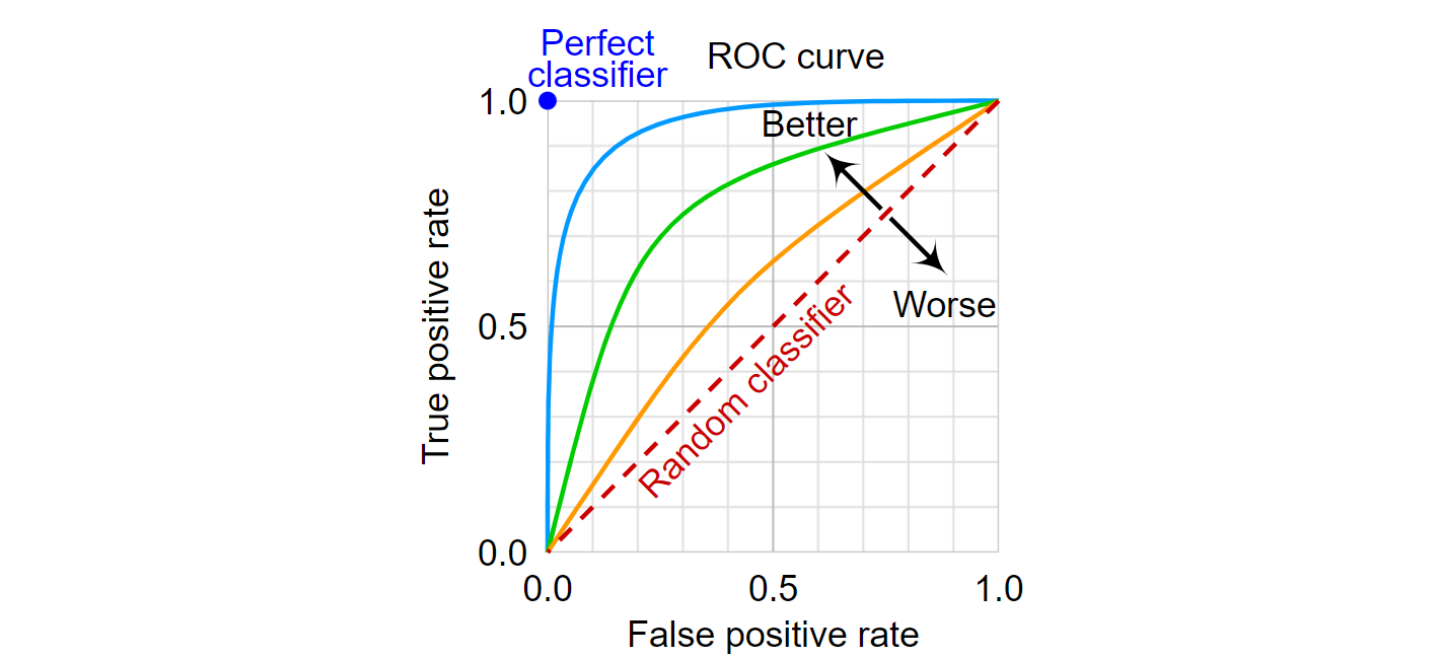 Perfect
classifier
ROC curve
1.0
Better
True positive rate
Worse
0.5
Random classifier
0.0
0.0 0.5 1.0
False positive rate